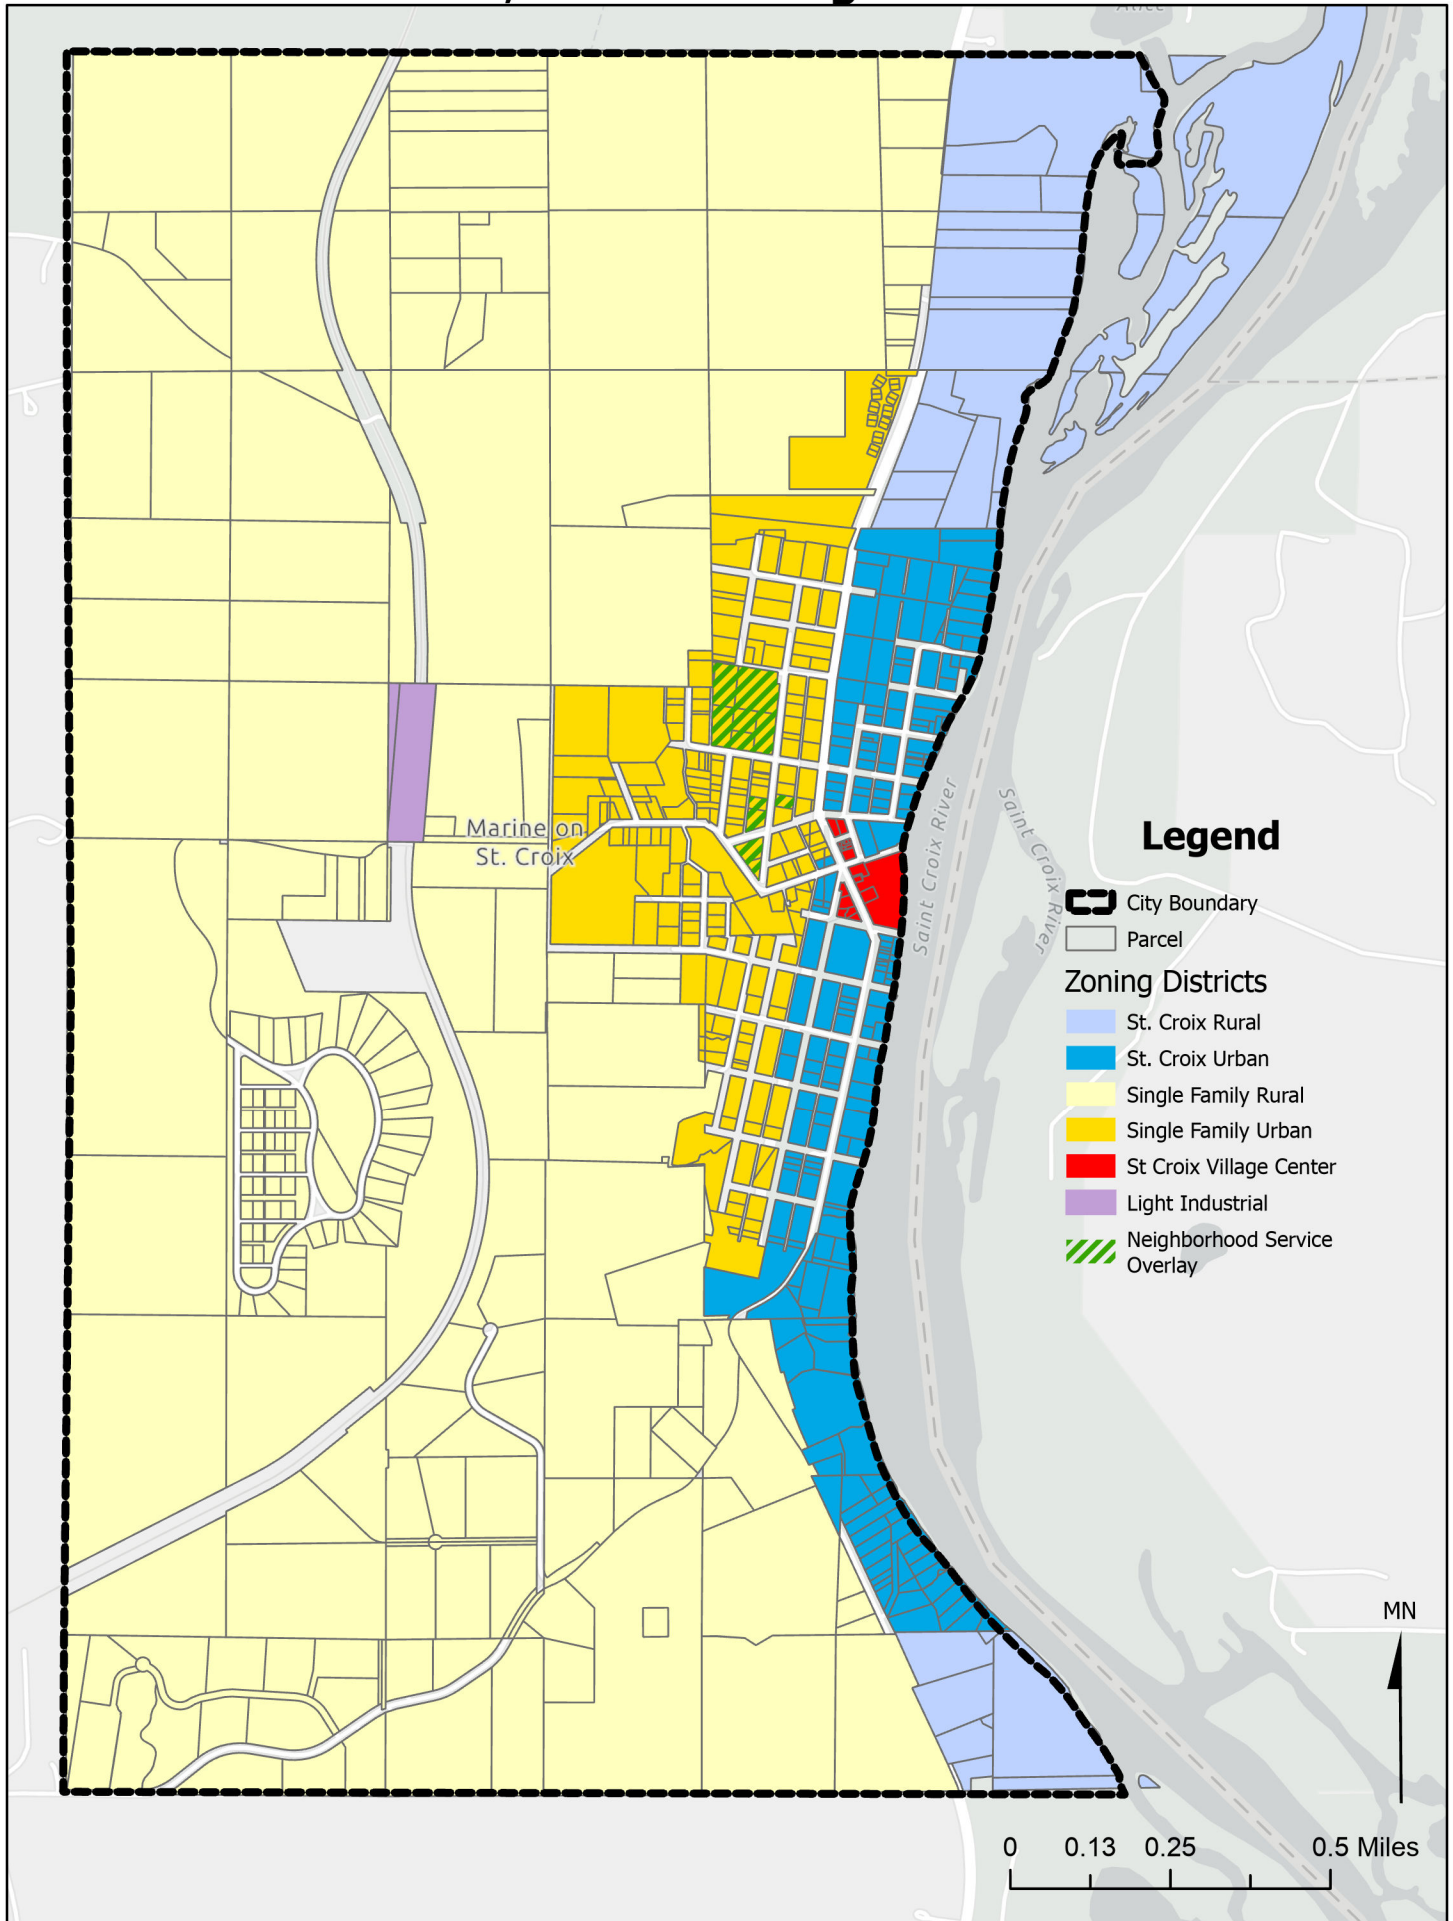 Alice
Marine on
St. Croix
Saint Croix River
Saint Croix River
Legend
City Boundary
Parcel
Zoning Districts
St. Croix Rural
St. Croix Urban
Single Family Rural
Single Family Urban
St Croix Village Center
Light Industrial
Neighborhood Service
Overlay
MN
0 0.13 0.25 0.5 Miles